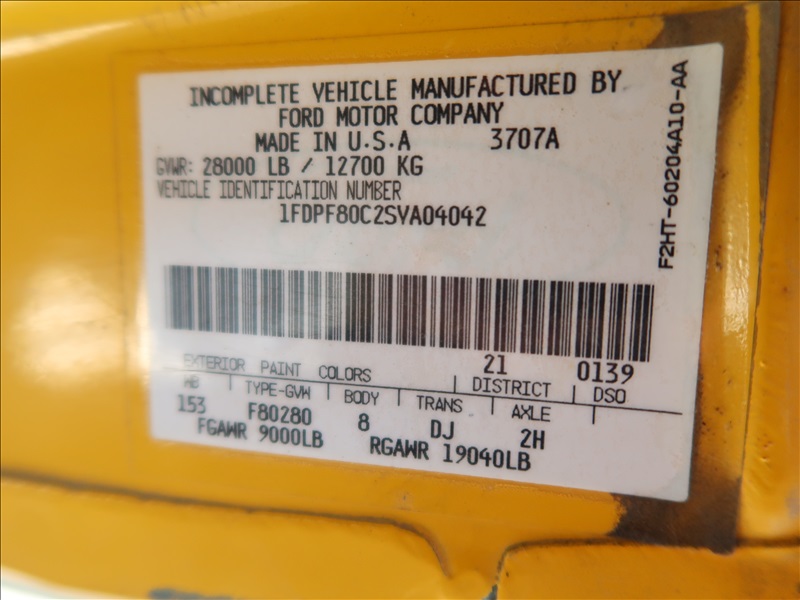 INCOMPLETE VEHICLE MANUFACTURED BY
FORD MOTOR COMPANY
MADE IN U.S.A 3707A
GVWR: 28000 LB / 12700 KG
VEHICLE IDENTIFICATION NUMBER
1FDPF80C2SVA04042
F2HT-60204A10-AA
21 0139
EXTERIOR PAINT COLORS DISTRICT DSO
WB TYPE-GVW BODY TRANS AXLE
153 F80280 8 DJ 2H
FGAWR 9000LB RGAWR 19040LB